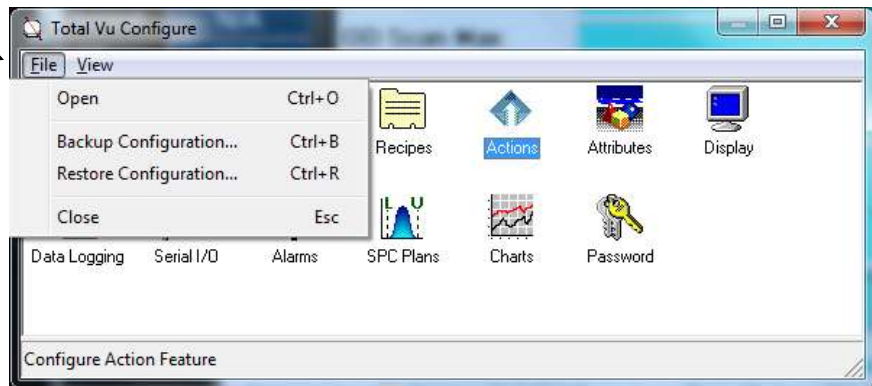 Total Vu Configure
File View
Open Ctrl+O
Backup Configuration... Ctrl+B
Restore Configuration... Ctrl+R
Close Esc
Recipes Actions Attributes Display
L U
Data Logging Serial I/O Alarms SPC Plans Charts Password
Configure Action Feature